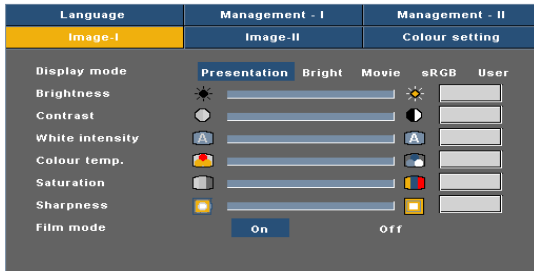 Language Management - I Management - II
Image-I Image-II Colour setting
Display mode Presentation Bright Movie sRGB User
Brightness
Contrast
White intensity A A
Colour temp.
Saturation
Sharpness
Film mode On Off